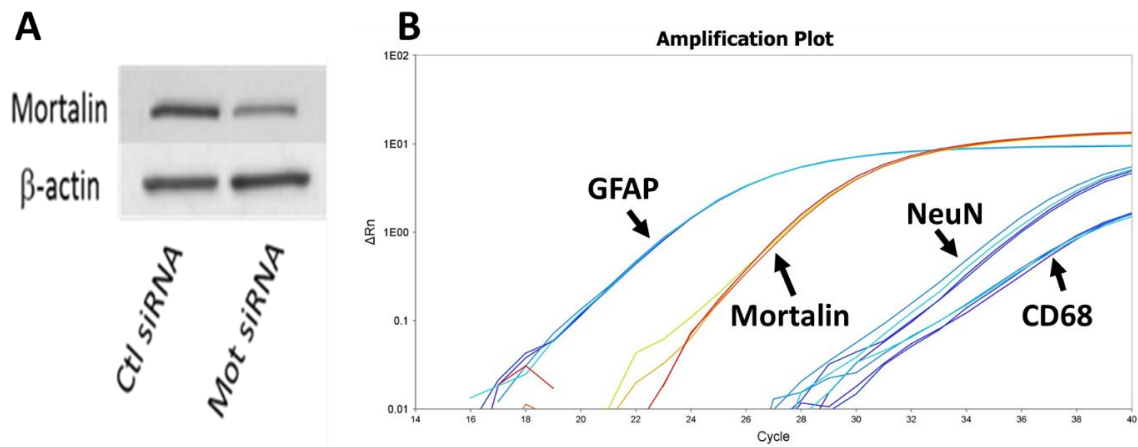 A
Mortalin
β-actin
Ctl siRNA
Mot siRNA
B
Amplification Plot
1E02
1E01
1E00
0.1
0.01
ΔRn
GFAP
Mortalin
NeuN
CD68
14 16 18 20 22 24 26 28 30 32 34 36 38 40
Cycle